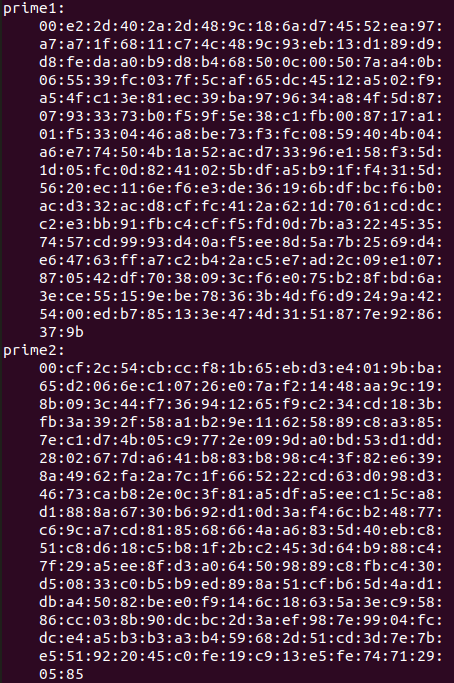 prime1:
00:e2:2d:40:2a:2d:48:9c:18:6a:d7:45:52:ea:97:
a7:a7:1f:68:11:c7:4c:48:9c:93:eb:13:d1:89:d9:
d8:fe:da:a0:b9:d8:b4:68:50:0c:00:50:7a:a4:0b:
06:55:39:fc:03:7f:5c:af:65:dc:45:12:a5:02:f9:
a5:4f:c1:3e:81:ec:39:ba:97:96:34:a8:4f:5d:87:
07:93:33:73:b0:f5:9f:5e:38:c1:fb:00:87:17:a1:
01:f5:33:04:46:a8:be:73:f3:fc:08:59:40:4b:04:
a6:e7:74:50:4b:1a:52:ac:d7:33:96:e1:58:f3:5d:
1d:05:fc:0d:82:41:02:5b:df:a5:b9:1f:f4:31:5d:
56:20:ec:11:6e:f6:e3:de:36:19:6b:df:bc:f6:b0:
ac:d3:32:ac:d8:cf:fc:41:2a:62:1d:70:61:cd:dc:
c2:e3:bb:91:fb:c4:cf:f5:fd:0d:7b:a3:22:45:35:
74:57:cd:99:93:d4:0a:f5:ee:8d:5a:7b:25:69:d4:
e6:47:63:ff:a7:c2:b4:2a:c5:e7:ad:2c:09:e1:07:
87:05:42:df:70:38:09:3c:f6:e0:75:b2:8f:bd:6a:
3e:ce:55:15:9e:be:78:36:3b:4d:f6:d9:24:9a:42:
54:00:ed:b7:85:13:3e:47:4d:31:51:87:7e:92:86:
37:9b
prime2:
00:cf:2c:54:cb:cc:f8:1b:65:eb:d3:e4:01:9b:ba:
65:d2:06:6e:c1:07:26:e0:7a:f2:14:48:aa:9c:19:
8b:09:3c:44:f7:36:94:12:65:f9:c2:34:cd:18:3b:
fb:3a:39:2f:58:a1:b2:9e:11:62:58:89:c8:a3:85:
7e:c1:d7:4b:05:c9:77:2e:09:9d:a0:bd:53:d1:dd:
28:02:67:7d:a6:41:b8:83:b8:98:c4:3f:82:e6:39:
8a:49:62:fa:2a:7c:1f:66:52:22:cd:63:d0:98:d3:
46:73:ca:b8:2e:0c:3f:81:a5:df:a5:ee:c1:5c:a8:
d1:88:8a:67:30:b6:92:d1:0d:3a:f4:6c:b2:48:77:
c6:9c:a7:cd:81:85:68:66:4a:a6:83:5d:40:eb:c8:
51:c8:d6:18:c5:b8:1f:2b:c2:45:3d:64:b9:88:c4:
7f:29:a5:ee:8f:d3:a0:64:50:98:89:c8:fb:c4:30:
d5:08:33:c0:b5:b9:ed:89:8a:51:cf:b6:5d:4a:d1:
db:a4:50:82:be:e0:f9:14:6c:18:63:5a:3e:c9:58:
86:cc:03:8b:90:dc:bc:2d:3a:ef:98:7e:99:04:fc:
dc:e4:a5:b3:b3:a3:b4:59:68:2d:51:cd:3d:7e:7b:
e5:51:92:20:45:c0:fe:19:c9:13:e5:fe:74:71:29:
05:85